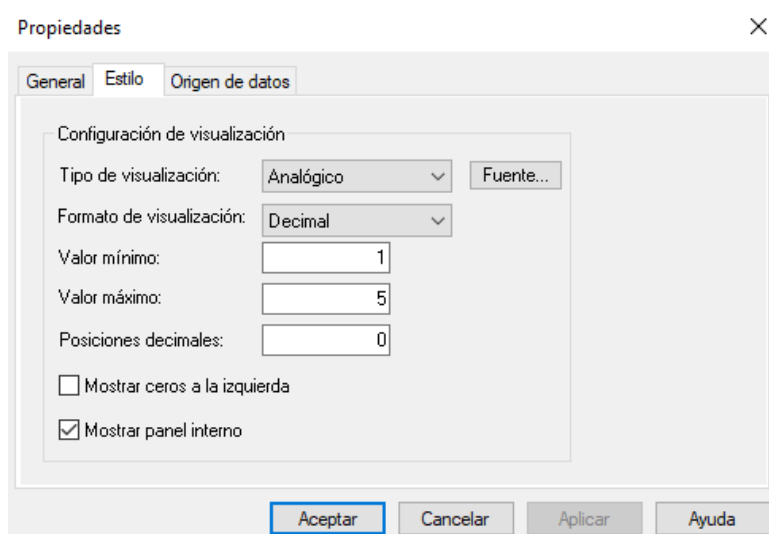 Propiedades
General Estilo Origen de datos
Configuración de visualización
Tipo de visualización: Analógico Fuente...
Formato de visualización: Decimal
Valor mínimo: 1
Valor máximo: 5
Posiciones decimales: 0
Mostrar ceros a la izquierda
Mostrar panel interno
Aceptar Cancelar Aplicar Ayuda